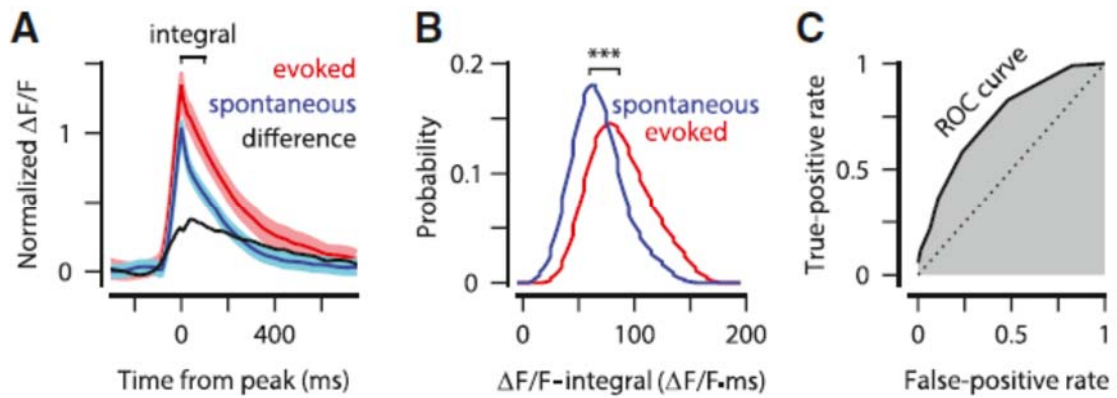 A
integral
evoked
spontaneous
difference
Normalized ΔF/F
1
0
0
400
Time from peak (ms)
B
***
spontaneous
evoked
Probability
0.2
0.1
0
0
100
200
ΔF/F-integral (ΔF/F▪ms)
C
ROC curve
True-positive rate
1
0.5
0
0
0.5
1
False-positive rate